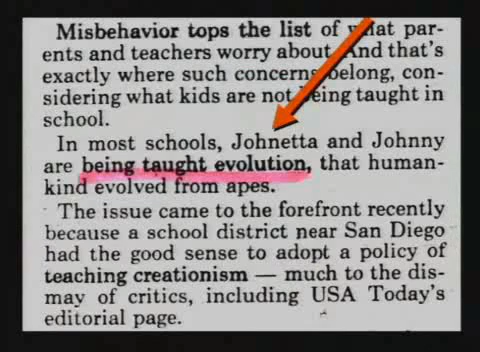 Misbehavior tops the list of what par-
ents and teachers worry about. And that's
exactly where such concerns belong, con-
sidering what kids are not being taught in
school.
In most schools, Johnetta and Johnny
are being taught evolution, that human-
kind evolved from apes.
The issue came to the forefront recently
because a school district near San Diego
had the good sense to adopt a policy of
teaching creationism — much to the dis-
may of critics, including USA Today's
editorial page.